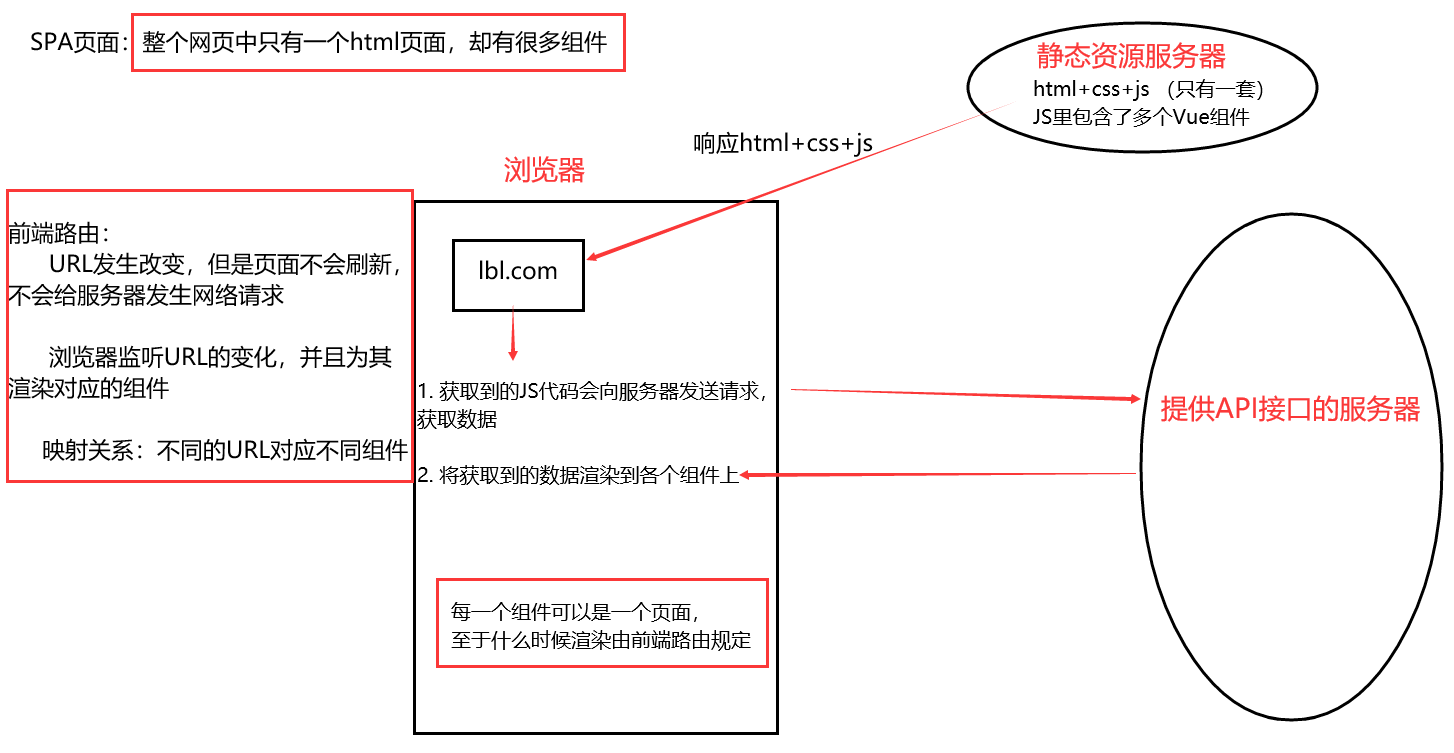 SPA页面：整个网页中只有一个html页面，却有很多组件
静态资源服务器
html+css+js （只有一套）
JS里包含了多个Vue组件
响应html+css+js
浏览器
lbl.com
前端路由：
URL发生改变，但是页面不会刷新，
不会给服务器发生网络请求
浏览器监听URL的变化，并且为其
渲染对应的组件
映射关系：不同的URL对应不同组件
1. 获取到的JS代码会向服务器发送请求，
获取数据
2. 将获取到的数据渲染到各个组件上
提供API接口的服务器
每一个组件可以是一个页面，
至于什么时候渲染由前端路由规定